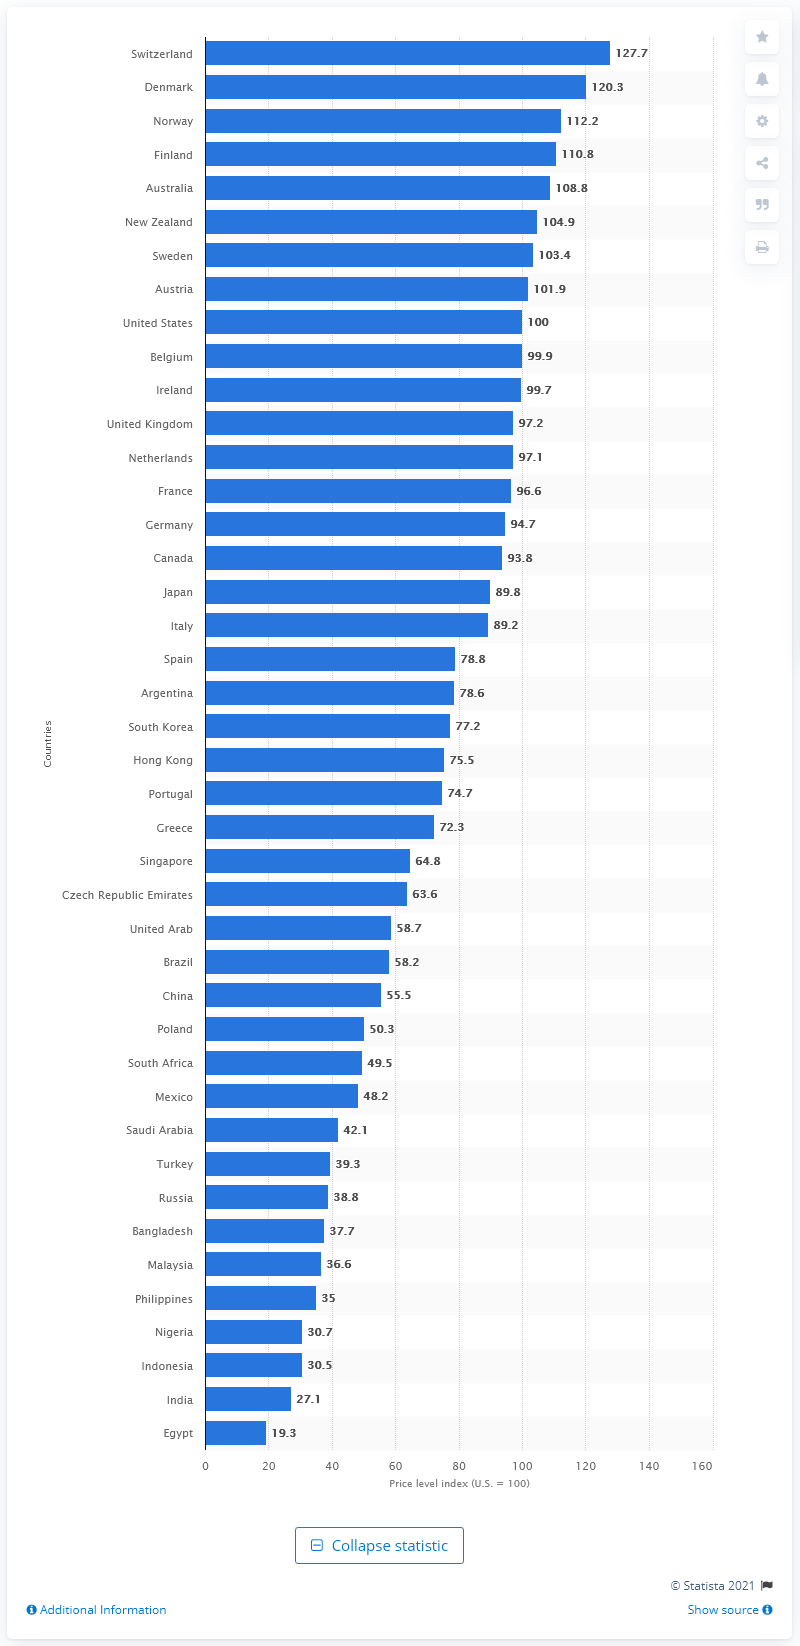 Switzerland 127.7
Denmark 120.3
Norway 112.2
Finland 110.8
Australia 108.8
New Zealand 104.9
Sweden 103.4
Austria 101.9
United States 100
Belgium 99.9
Ireland 99.7
United Kingdom 97.2
Netherlands 97.1
France 96.6
Germany 94.7
Canada 93.8
Japan 89.8
Italy 89.2
Spain 78.8
Argentina 78.6
South Korea 77.2
Countries
Hong Kong 75.5
Portugal 74.7
Greece 72.3
Singapore 64.8
Czech Republic Emirates 63.6
United Arab 58.7
Brazil 58.2
China 55.5
Poland 50.3
South Africa 49.5
Mexico 48.2
Saudi Arabia 42.1
Turkey 39.3
Russia 38.8
Bangladesh 37.7
Malaysia 36.6
Philippines 35
Nigeria 30.7
Indonesia 30.5
India 27.1
Egypt 19.3
0 20 40 60 80 100 120 140 160
Price level index (U.S. = 100)
Collapse statistic
© Statista 2021
Additional Information Show source